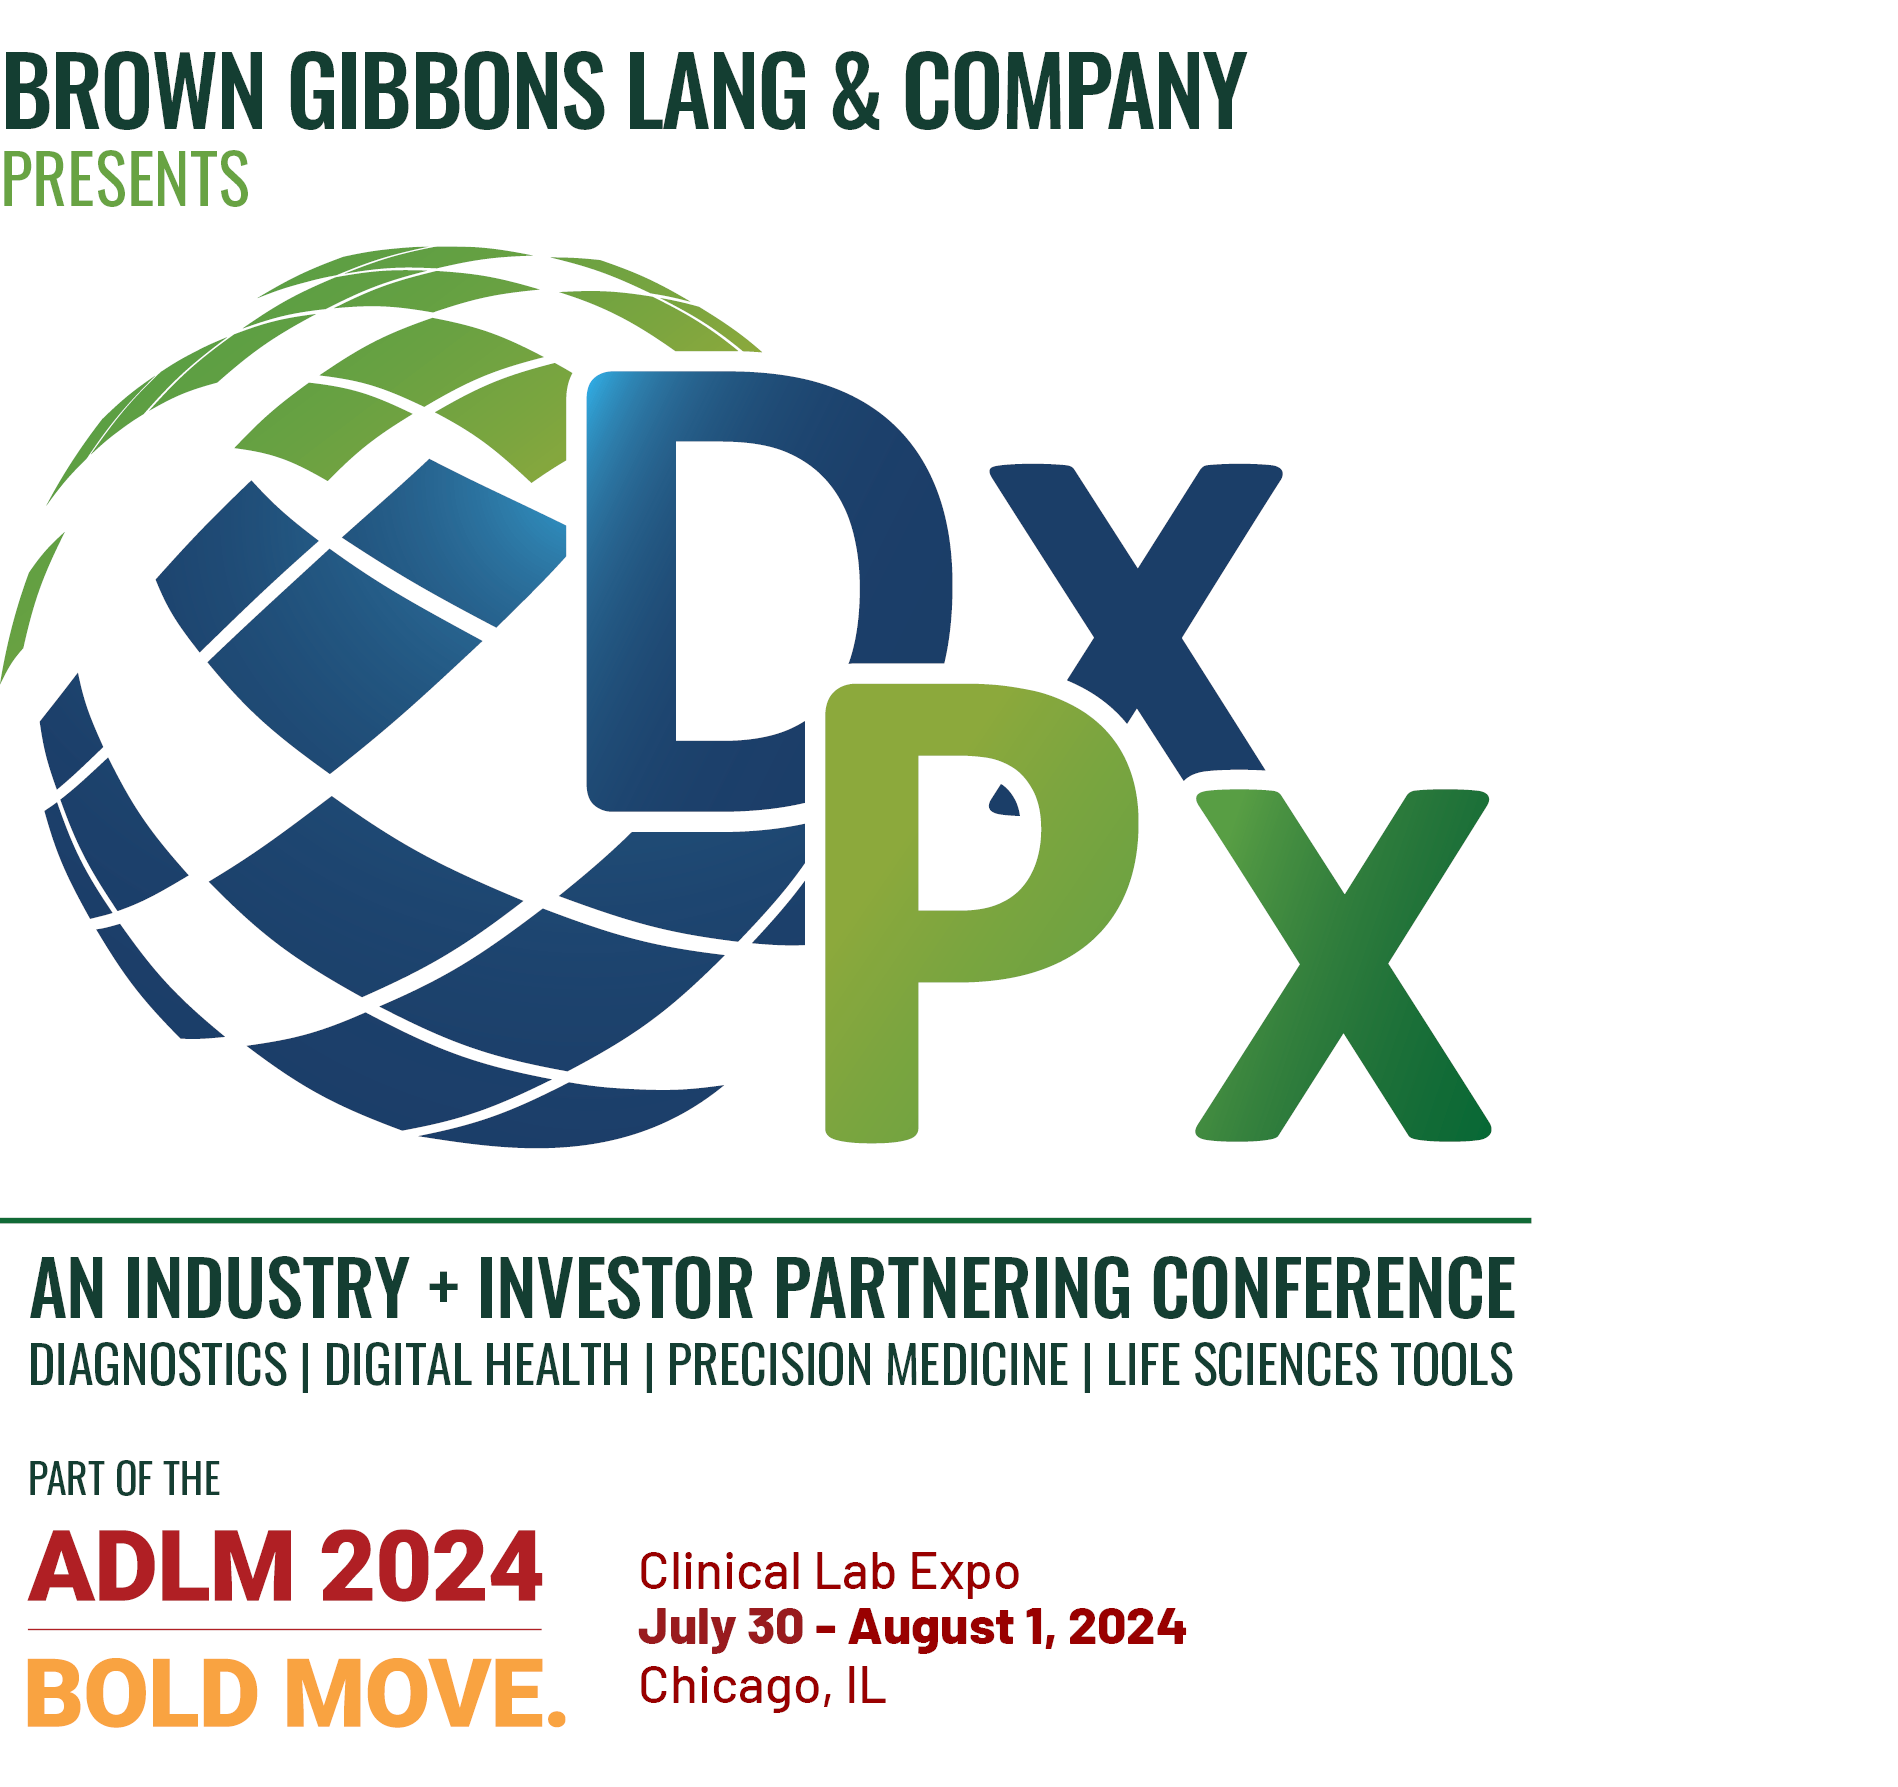 BROWN GIBBONS LANG & COMPANY
PRESENTS
Dx
Px
AN INDUSTRY + INVESTOR PARTNERING CONFERENCE
DIAGNOSTICS | DIGITAL HEALTH | PRECISION MEDICINE | LIFE SCIENCES TOOLS
PART OF THE
ADLM 2024
BOLD MOVE.
Clinical Lab Expo
July 30 - August 1, 2024
Chicago, IL